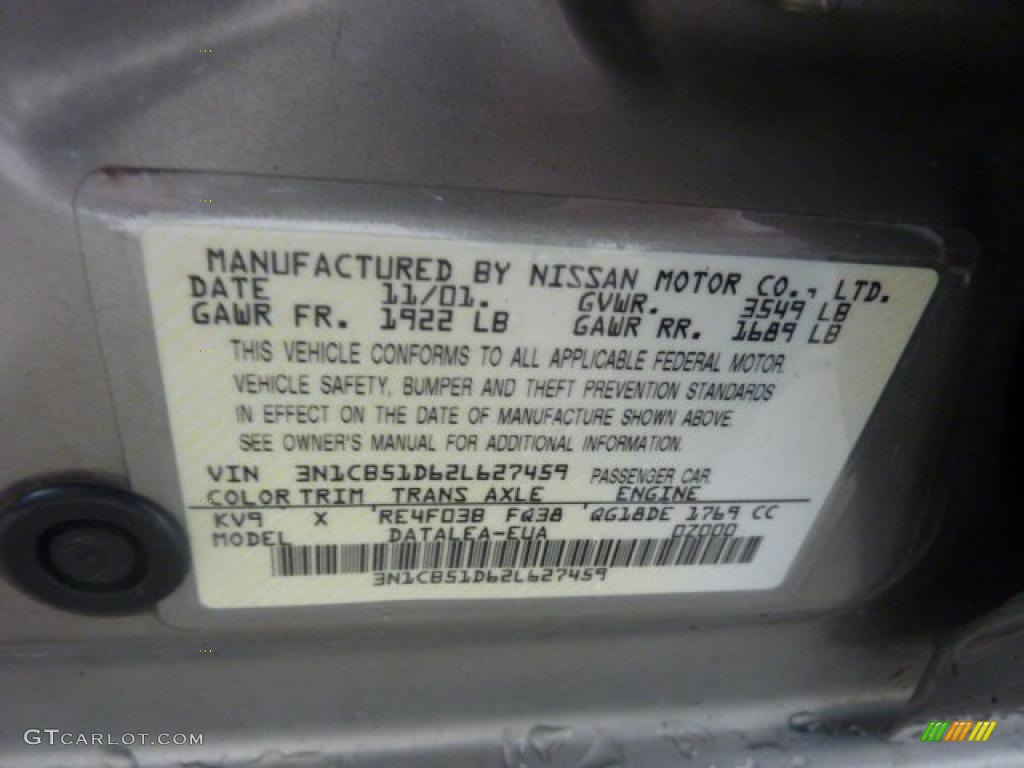 MANUFACTURED BY NISSAN MOTOR CO., LTD.
DATE 11/01. GVWR. 3549 LB
GAWR FR. 1922 LB GAWR RR. 1689 LB
THIS VEHICLE CONFORMS TO ALL APPLICABLE FEDERAL MOTOR
VEHICLE SAFETY, BUMPER AND THEFT PREVENTION STANDARDS
IN EFFECT ON THE DATE OF MANUFACTURE SHOWN ABOVE.
SEE OWNER'S MANUAL FOR ADDITIONAL INFORMATION.
VIN 3N1CB51D62L627459 PASSENGER CAR.
COLOR TRIM TRANS AXLE ENGINE
KV9 X 'RE4F03B FQ38 'QG18DE 1769 CC
MODEL DATALEA-EUA 07000
3N1CB51D62L627459
GTCARLOT.COM